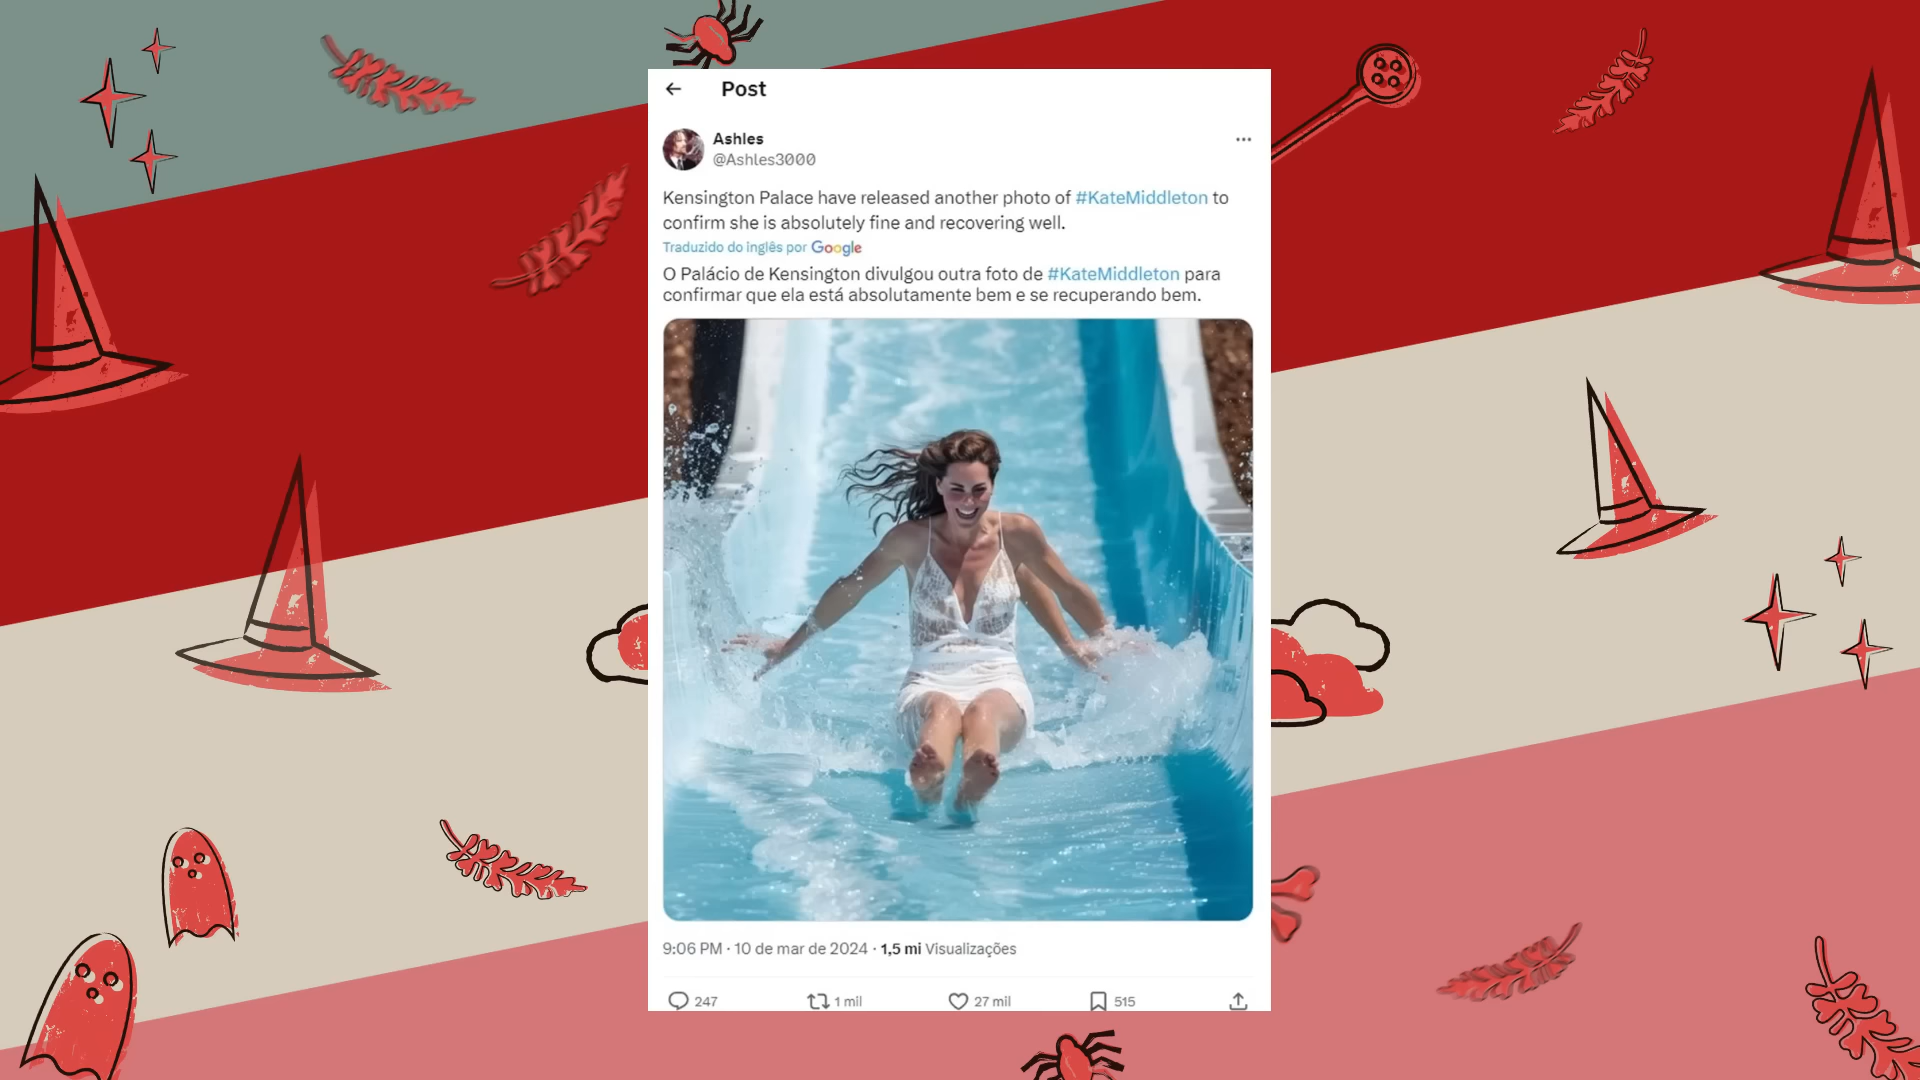 Post
Ashles
@Ashles3000
Kensington Palace have released another photo of #KateMiddleton to
confirm she is absolutely fine and recovering well.
Traduzido do inglês por Google
O Palácio de Kensington divulgou outra foto de #KateMiddleton para
confirmar que ela está absolutamente bem e se recuperando bem.
9:06 PM · 10 de mar de 2024 · 1,5 mi Visualizações
247 1 mil 27 mil 515